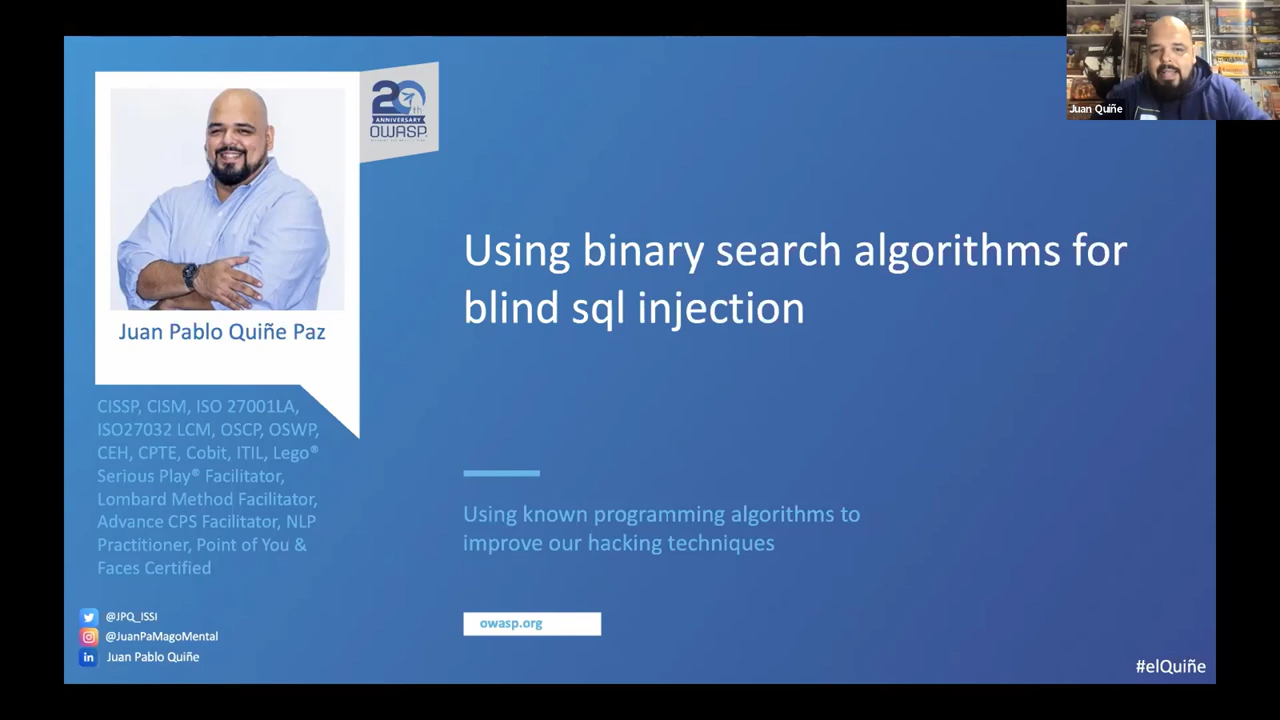 Juan Quiñe
20th
ANNIVERSARY
OWASP
Using binary search algorithms for
blind sql injection
Juan Pablo Quiñe Paz
CISSP, CISM, ISO 27001LA,
ISO27032 LCM, OSCP, OSWP,
CEH, CPTE, Cobit, ITIL, Lego®
Serious Play® Facilitator,
Lombard Method Facilitator,
Advance CPS Facilitator, NLP
Practitioner, Point of You &
Faces Certified
Using known programming algorithms to
improve our hacking techniques
owasp.org
@JPQ_ISSI
@JuanPaMagoMental
in Juan Pablo Quiñe
#elQuiñe